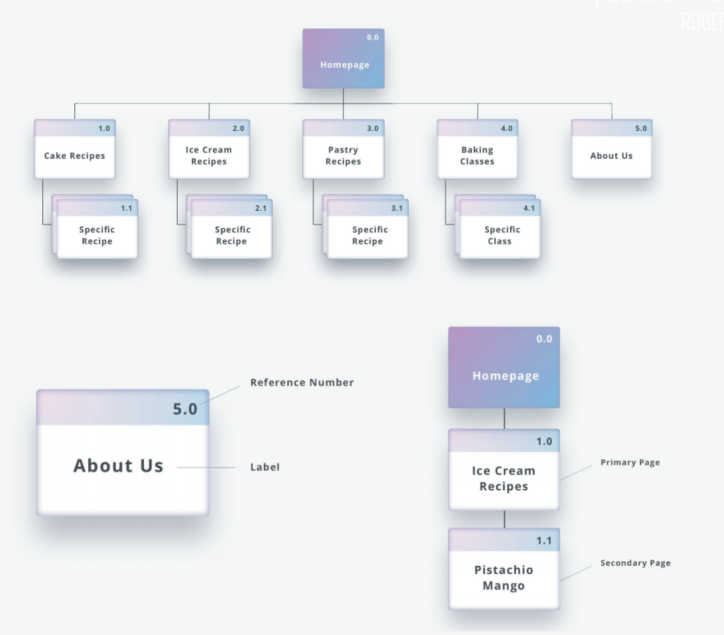 ROGER
0.0
Homepage
1.0
Cake Recipes
2.0
Ice Cream
Recipes
3.0
Pastry
Recipes
4.0
Baking
Classes
5.0
About Us
1.1
Specific
Recipe
2.1
Specific
Recipe
3.1
Specific
Recipe
4.1
Specific
Class
5.0
About Us
Reference Number
Label
0.0
Homepage
1.0
Ice Cream
Recipes
Primary Page
1.1
Pistachio
Mango
Secondary Page